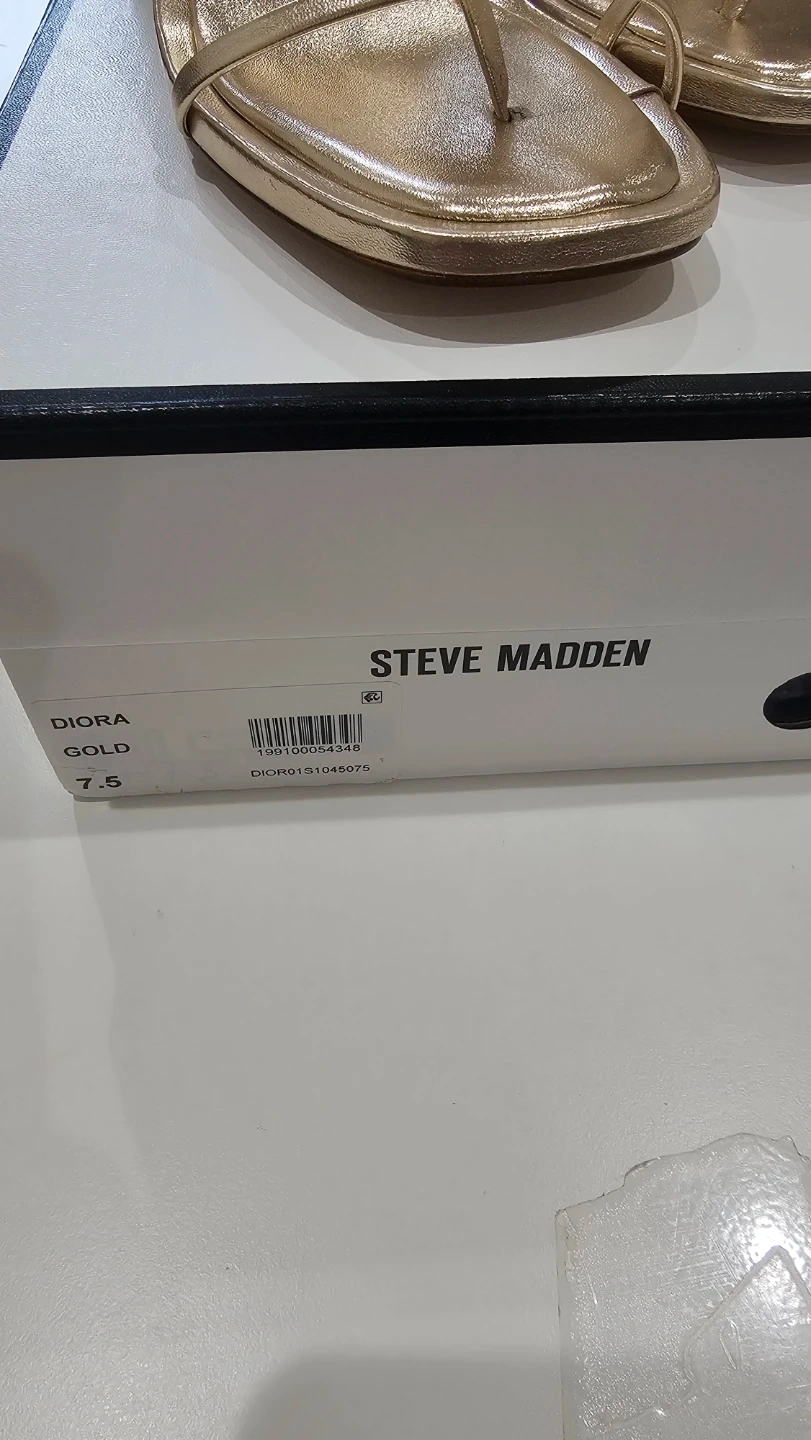 STEVE MADDEN
DIORA
GOLD
7.5
199100054348
DIOR01S1045075